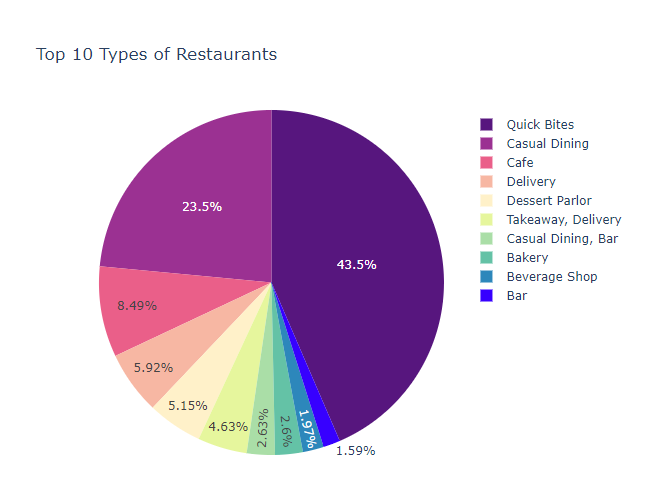 Top 10 Types of Restaurants
Quick Bites
Casual Dining
Cafe
Delivery
Dessert Parlor
Takeaway, Delivery
Casual Dining, Bar
Bakery
Beverage Shop
Bar
23.5%
43.5%
8.49%
5.92%
5.15%
4.63%
2.63%
2.6%
1.97%
1.59%